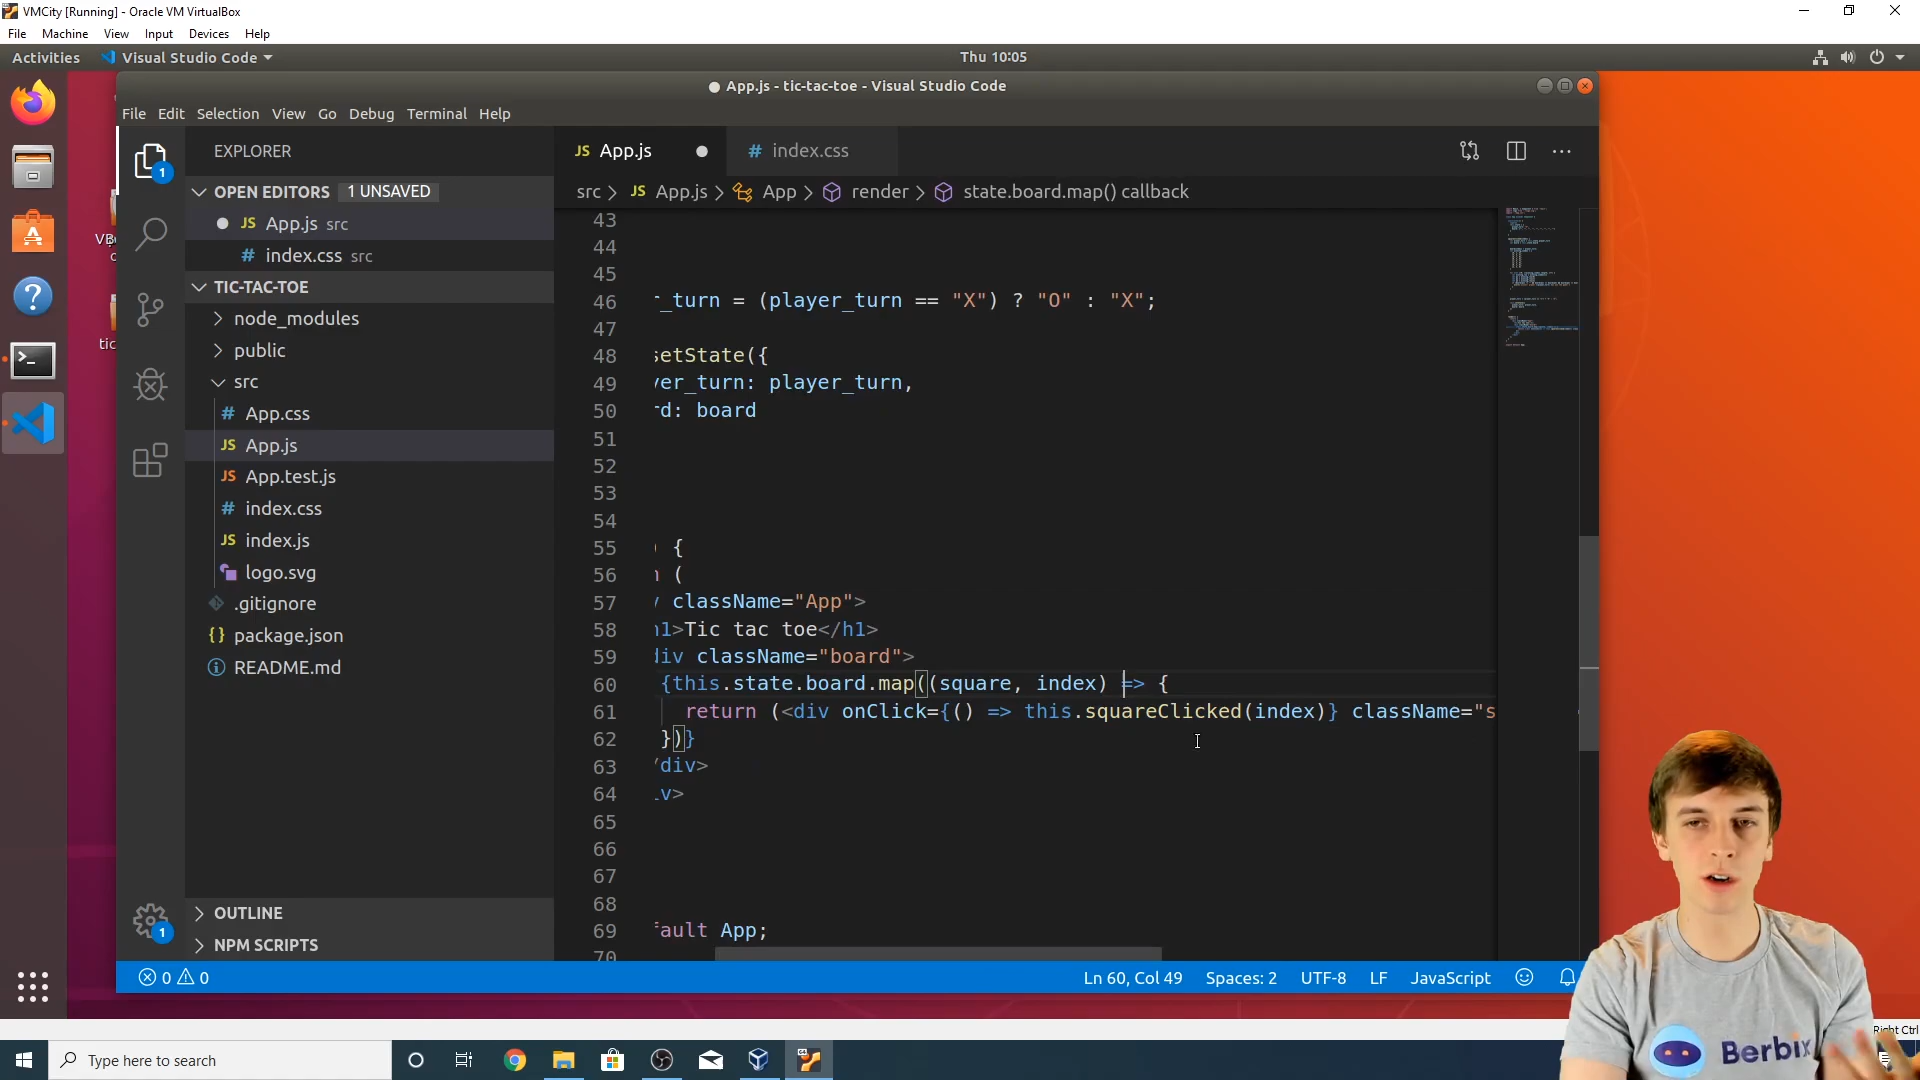 VMCity [Running] - Oracle VM VirtualBox
File Machine View Input Devices Help
Activities Visual Studio Code Thu 10:05
App.js - tic-tac-toe - Visual Studio Code
File Edit Selection View Go Debug Terminal Help
EXPLORER
OPEN EDITORS 1 UNSAVED
JS App.js src
# index.css src
TIC-TAC-TOE
node_modules
public
src
# App.css
JS App.js
JS App.test.js
# index.css
JS index.js
logo.svg
.gitignore
{} package.json
README.md
OUTLINE
NPM SCRIPTS
1
1
JS App.js # index.css
src > JS App.js > App > render > state.board.map() callback
43
44
45
46 _turn = (player_turn == "X") ? "O" : "X";
47
48 setState({
49 yer_turn: player_turn,
50 rd: board
51
52
53
54
55 ) {
56 n (
57 v className="App">
58 h1>Tic tac toe</h1>
59 div className="board">
60 {this.state.board.map((square, index) => {
61 return (<div onClick={() => this.squareClicked(index)} className="s
62 })}
63 /div>
64 iv>
65
66
67
68
69 fault App;
70
0 0 Ln 60, Col 49 Spaces: 2 UTF-8 LF JavaScript
Berbix
Right Ctrl
Type here to search